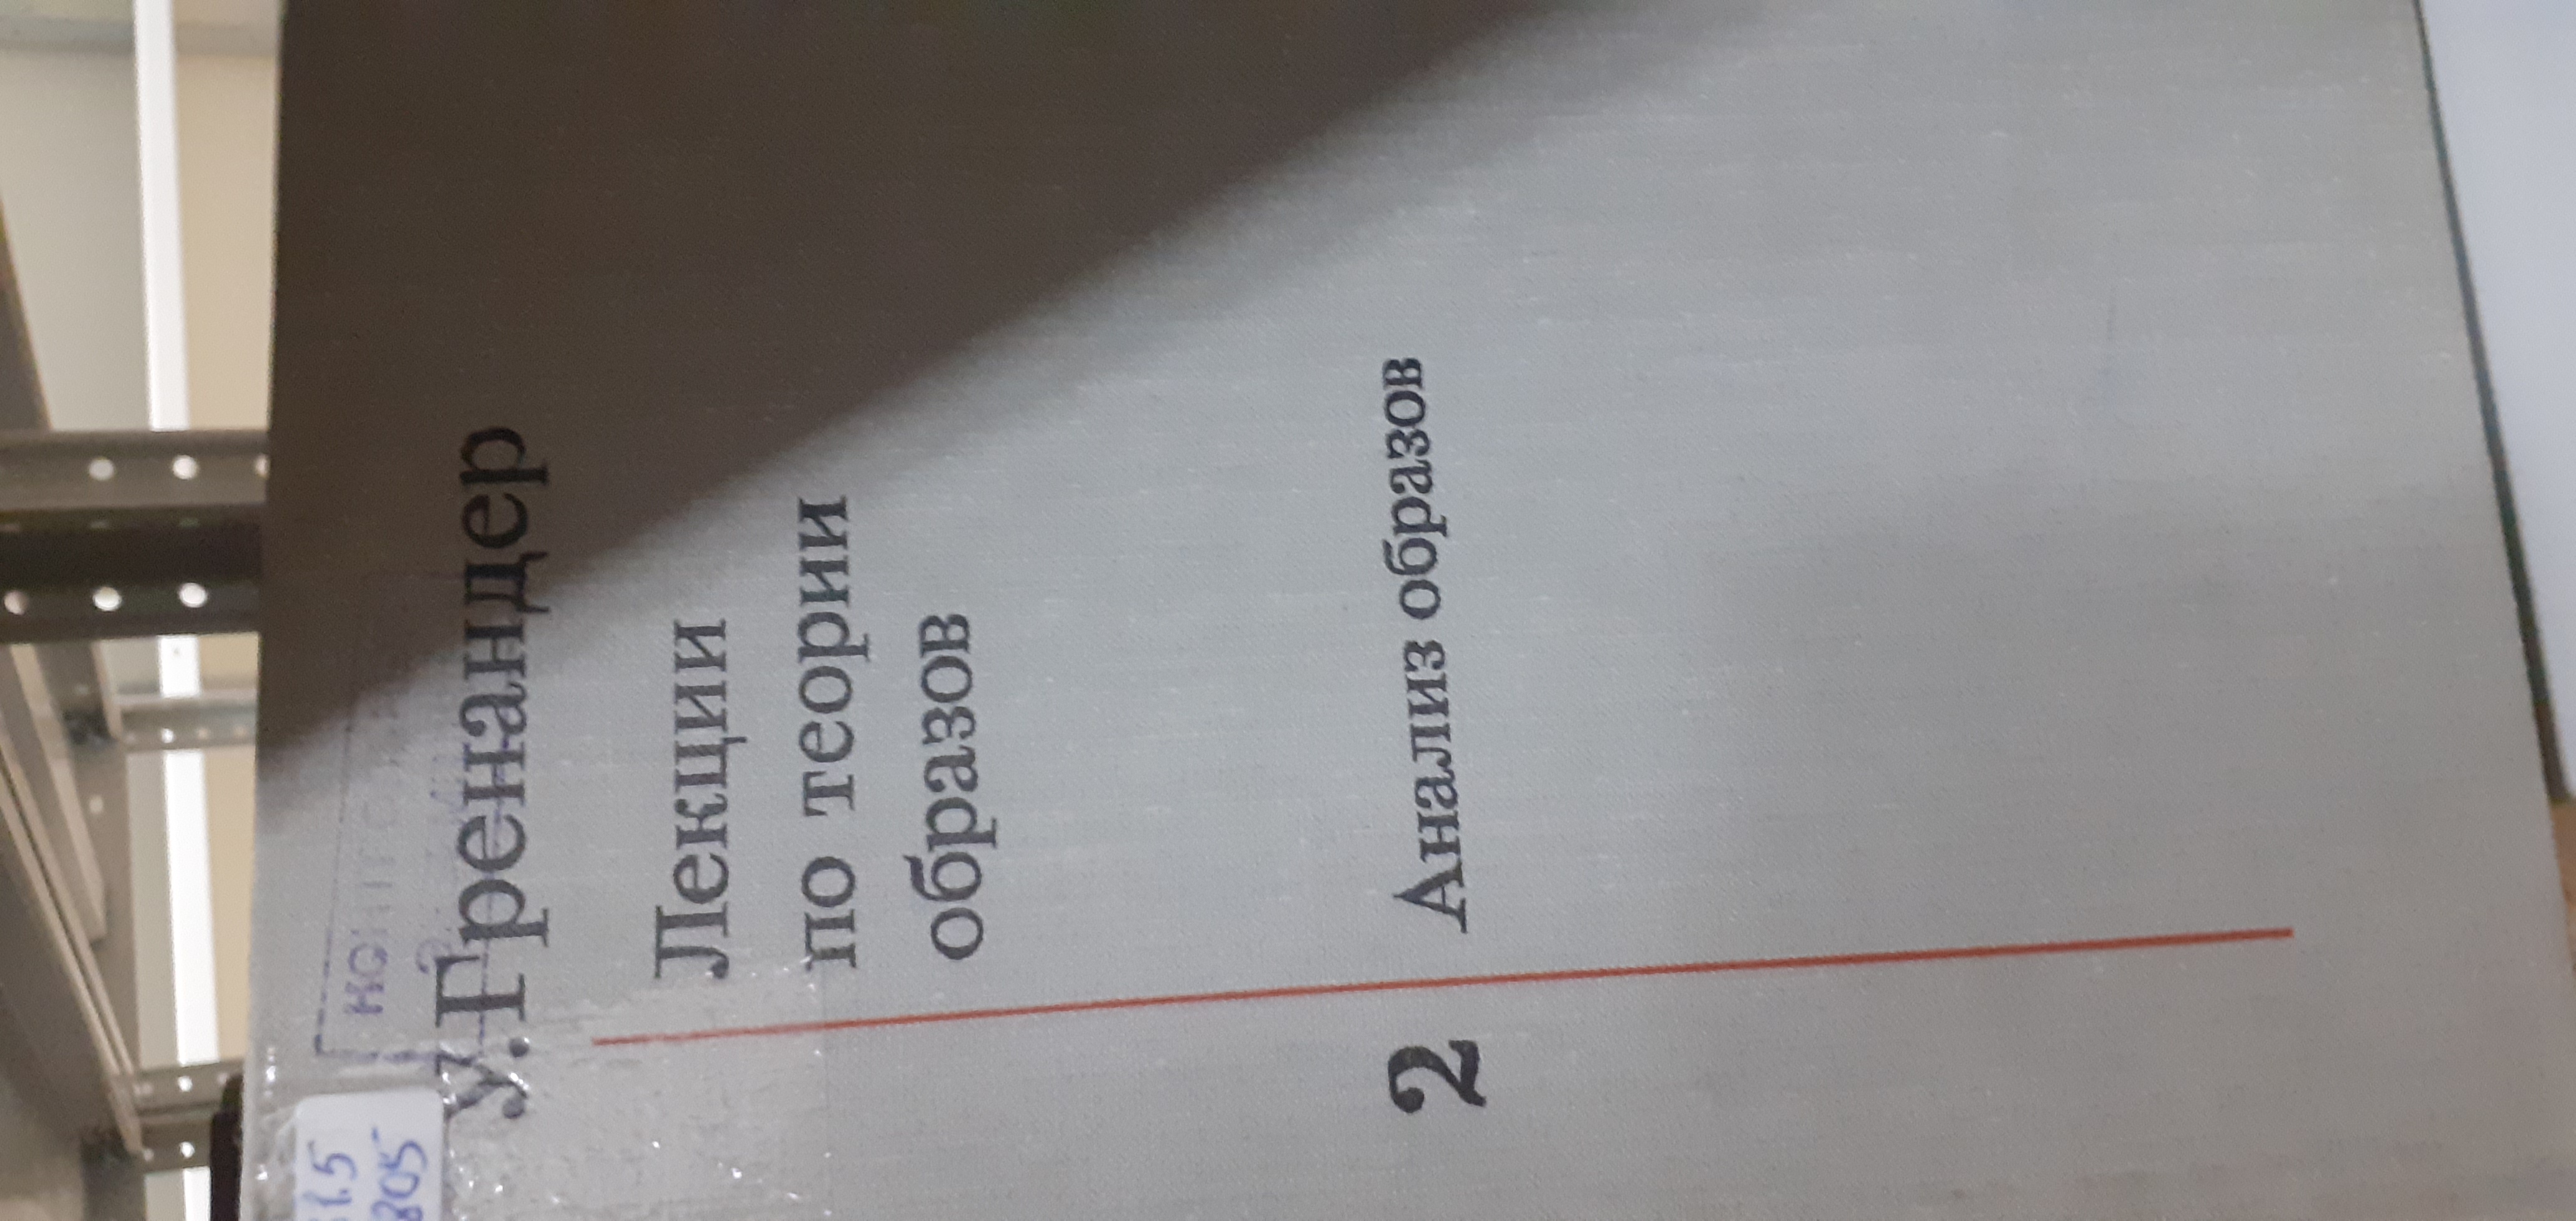 У. Гренандер
Лекции
по теории
образов
2 Анализ образов